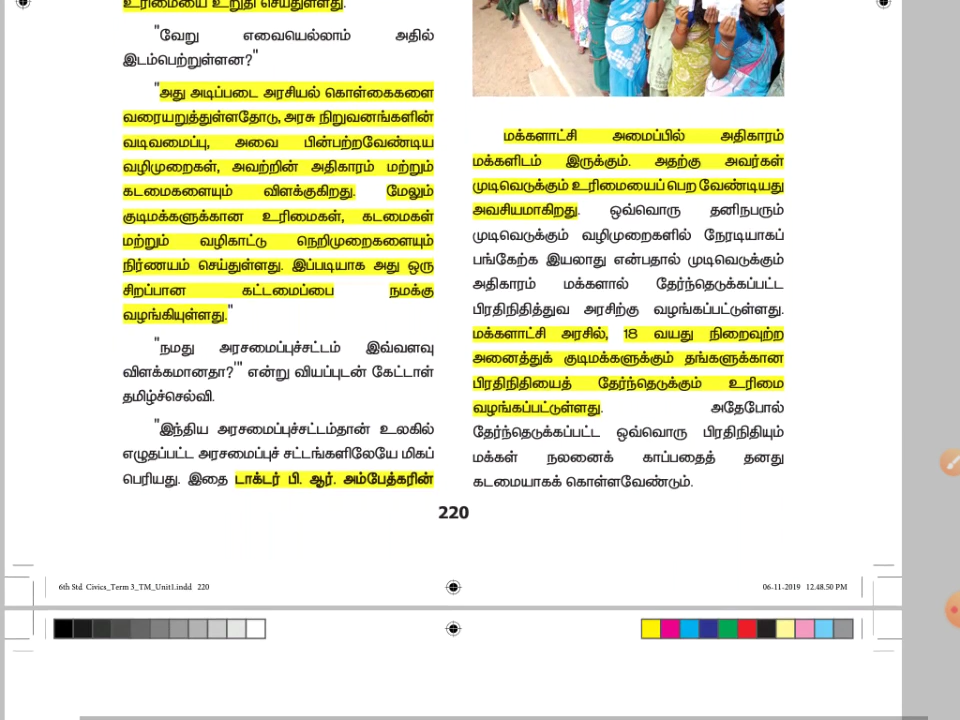 உரிமையை உறுதி செய்துள்ளது.
"வேறு எவையெல்லாம் அதில்
இடம்பெற்றுள்ளன?"
"அது அடிப்படை அரசியல் கொள்கைகளை
வரையறுத்துள்ளதோடு, அரசு நிறுவனங்களின்
வடிவமைப்பு, அவை பின்பற்றவேண்டிய
வழிமுறைகள், அவற்றின் அதிகாரம் மற்றும்
கடமைகளையும் விளக்குகிறது. மேலும்
குடிமக்களுக்கான உரிமைகள், கடமைகள்
மற்றும் வழிகாட்டு நெறிமுறைகளையும்
நிர்ணயம் செய்துள்ளது. இப்படியாக அது ஒரு
சிறப்பான கட்டமைப்பை நமக்கு
வழங்கியுள்ளது."
"நமது அரசமைப்புச்சட்டம் இவ்வளவு
விளக்கமானதா?'" என்று வியப்புடன் கேட்டாள்
தமிழ்ச்செல்வி.
"இந்திய அரசமைப்புச்சட்டம்தான் உலகில்
எழுதப்பட்ட அரசமைப்புச் சட்டங்களிலேயே மிகப்
பெரியது. இதை டாக்டர் பி. ஆர். அம்பேத்கரின்
மக்களாட்சி அமைப்பில் அதிகாரம்
மக்களிடம் இருக்கும். அதற்கு அவர்கள்
முடிவெடுக்கும் உரிமையைப் பெற வேண்டியது
அவசியமாகிறது. ஒவ்வொரு தனிநபரும்
முடிவெடுக்கும் வழிமுறைகளில் நேரடியாகப்
பங்கேற்க இயலாது என்பதால் முடிவெடுக்கும்
அதிகாரம் மக்களால் தேர்ந்தெடுக்கப்பட்ட
பிரதிநிதித்துவ அரசிற்கு வழங்கப்பட்டுள்ளது.
மக்களாட்சி அரசில், 18 வயது நிறைவுற்ற
அனைத்துக் குடிமக்களுக்கும் தங்களுக்கான
பிரதிநிதியைத் தேர்ந்தெடுக்கும் உரிமை
வழங்கப்பட்டுள்ளது. அதேபோல்
தேர்ந்தெடுக்கப்பட்ட ஒவ்வொரு பிரதிநிதியும்
மக்கள் நலனைக் காப்பதைத் தனது
கடமையாகக் கொள்ளவேண்டும்.
220
6th Std Civics_Term 3_TM_Unit1.indd 220
06-11-2019 12.48.50 PM